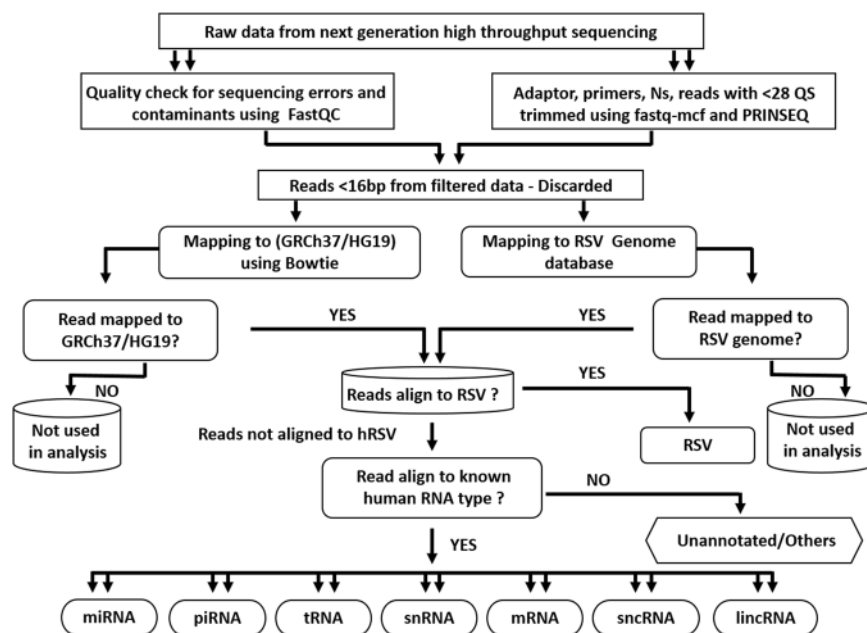 Raw data from next generation high throughput sequencing
Quality check for sequencing errors and
contaminants using FastQC
Adaptor, primers, Ns, reads with <28 QS
trimmed using fastq-mcf and PRINSEQ
Reads <16bp from filtered data - Discarded
Mapping to (GRCh37/HG19)
using Bowtie
Mapping to RSV Genome
database
Read mapped to
GRCh37/HG19?
YES
YES
Read mapped to
RSV genome?
NO
Not used
in analysis
Reads align to RSV ?
YES
NO
Not used
in analysis
Reads not aligned to hRSV
RSV
Read align to known
human RNA type ?
NO
Unannotated/Others
YES
miRNA
piRNA
tRNA
snRNA
mRNA
sncRNA
lincRNA